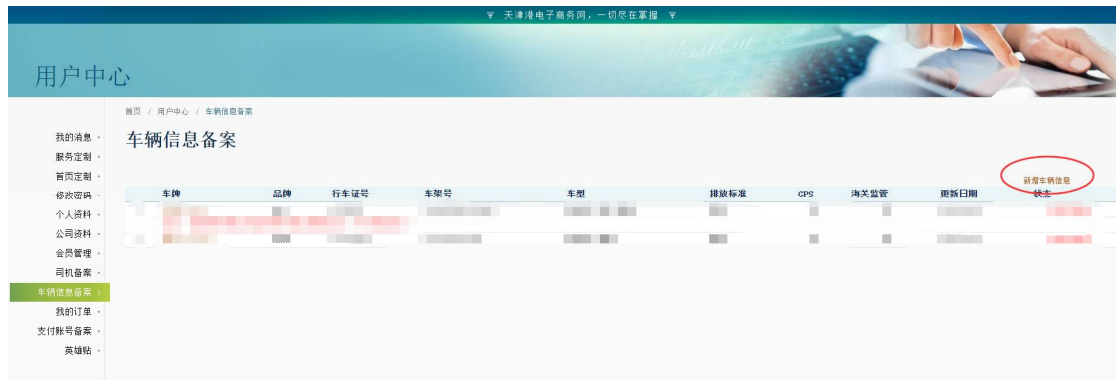 天津港电子商务网，一切尽在掌握
用户中心
首页 / 用户中心 / 车辆信息备案
车辆信息备案
我的消息
服务定制
首页定制
修改密码
个人资料
公司资料
会员管理
司机备案
车辆信息备案 >
我的订单
支付账号备案
英雄贴
新增车辆信息
车牌 品牌 行车证号 车架号 车型 排放标准 GPS 海关监管 更新日期 状态